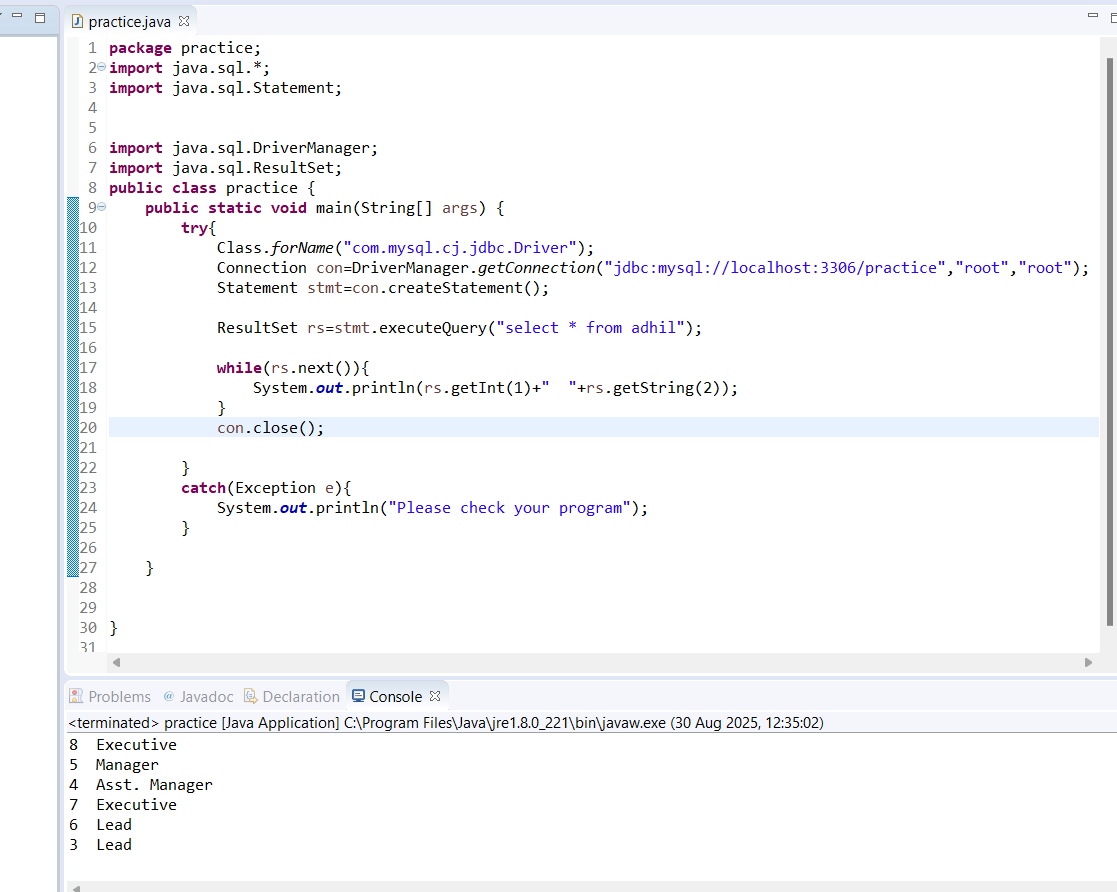 practice.java
1 package practice;
2 import java.sql.*;
3 import java.sql.Statement;
4
5
6 import java.sql.DriverManager;
7 import java.sql.ResultSet;
8 public class practice {
9     public static void main(String[] args) {
10         try{
11             Class.forName("com.mysql.cj.jdbc.Driver");
12             Connection con=DriverManager.getConnection("jdbc:mysql://localhost:3306/practice","root","root");
13             Statement stmt=con.createStatement();
14
15             ResultSet rs=stmt.executeQuery("select * from adhil");
16
17             while(rs.next()){
18                 System.out.println(rs.getInt(1)+"  "+rs.getString(2));
19             }
20             con.close();
21
22         }
23         catch(Exception e){
24             System.out.println("Please check your program");
25         }
26
27     }
28
29
30 }
31
Problems @ Javadoc Declaration Console
<terminated> practice [Java Application] C:\Program Files\Java\jre1.8.0_221\bin\javaw.exe (30 Aug 2025, 12:35:02)
8  Executive
5  Manager
4  Asst. Manager
7  Executive
6  Lead
3  Lead